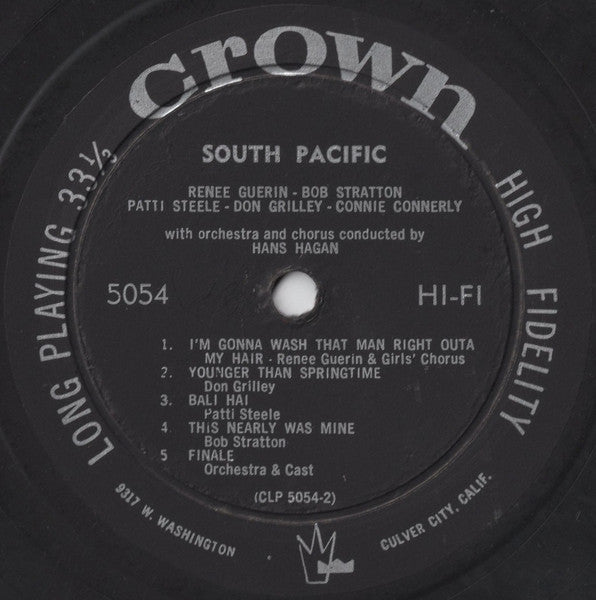 crown
LONG PLAYING 33⅓
HIGH FIDELITY
SOUTH PACIFIC
RENEE GUERIN - BOB STRATTON
PATTI STEELE - DON GRILLEY - CONNIE CONNERLY
with orchestra and chorus conducted by
HANS HAGAN
5054
HI-FI
1. I'M GONNA WASH THAT MAN RIGHT OUTA
MY HAIR - Renee Guerin & Girls' Chorus
2. YOUNGER THAN SPRINGTIME
Don Grilley
3. BALI HAI
Patti Steele
4. THIS NEARLY WAS MINE
Bob Stratton
5 FINALE
Orchestra & Cast
(CLP 5054-2)
9317 W. WASHINGTON
CULVER CITY, CALIF.